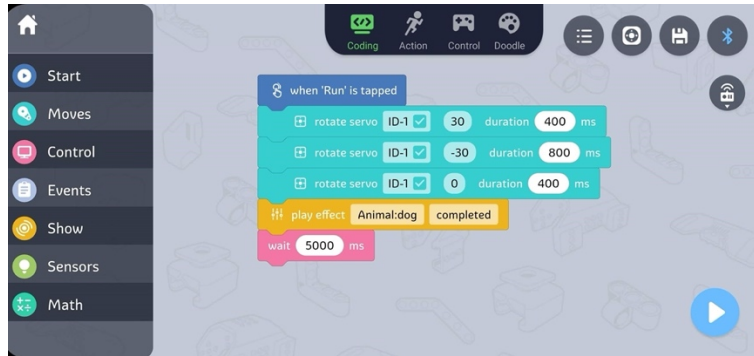 Coding Action Control Doodle
Start
Moves
Control
Events
Show
Sensors
Math
when 'Run' is tapped
rotate servo ID-1 30 duration 400 ms
rotate servo ID-1 -30 duration 800 ms
rotate servo ID-1 0 duration 400 ms
play effect Animal:dog completed
wait 5000 ms